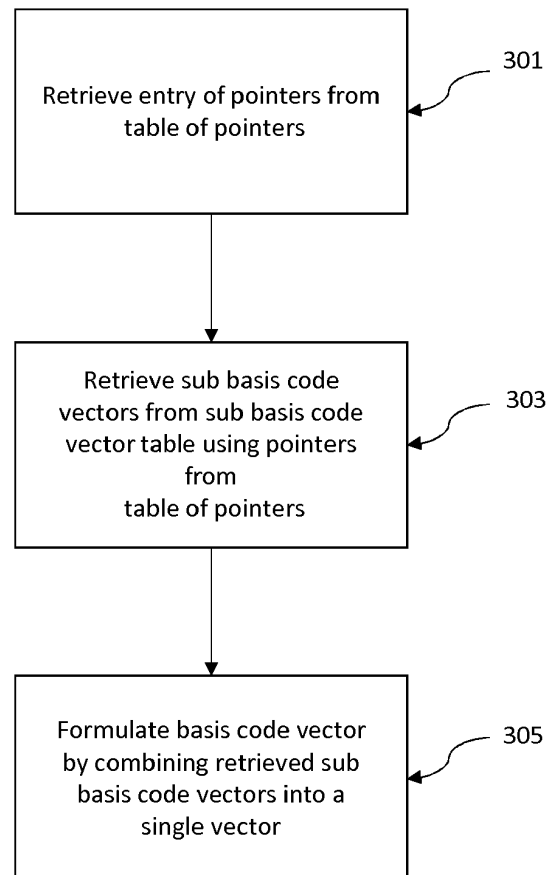 Retrieve entry of pointers from
table of pointers
301
Retrieve sub basis code
vectors from sub basis code
vector table using pointers
from
table of pointers
303
Formulate basis code vector
by combining retrieved sub
basis code vectors into a
single vector
305